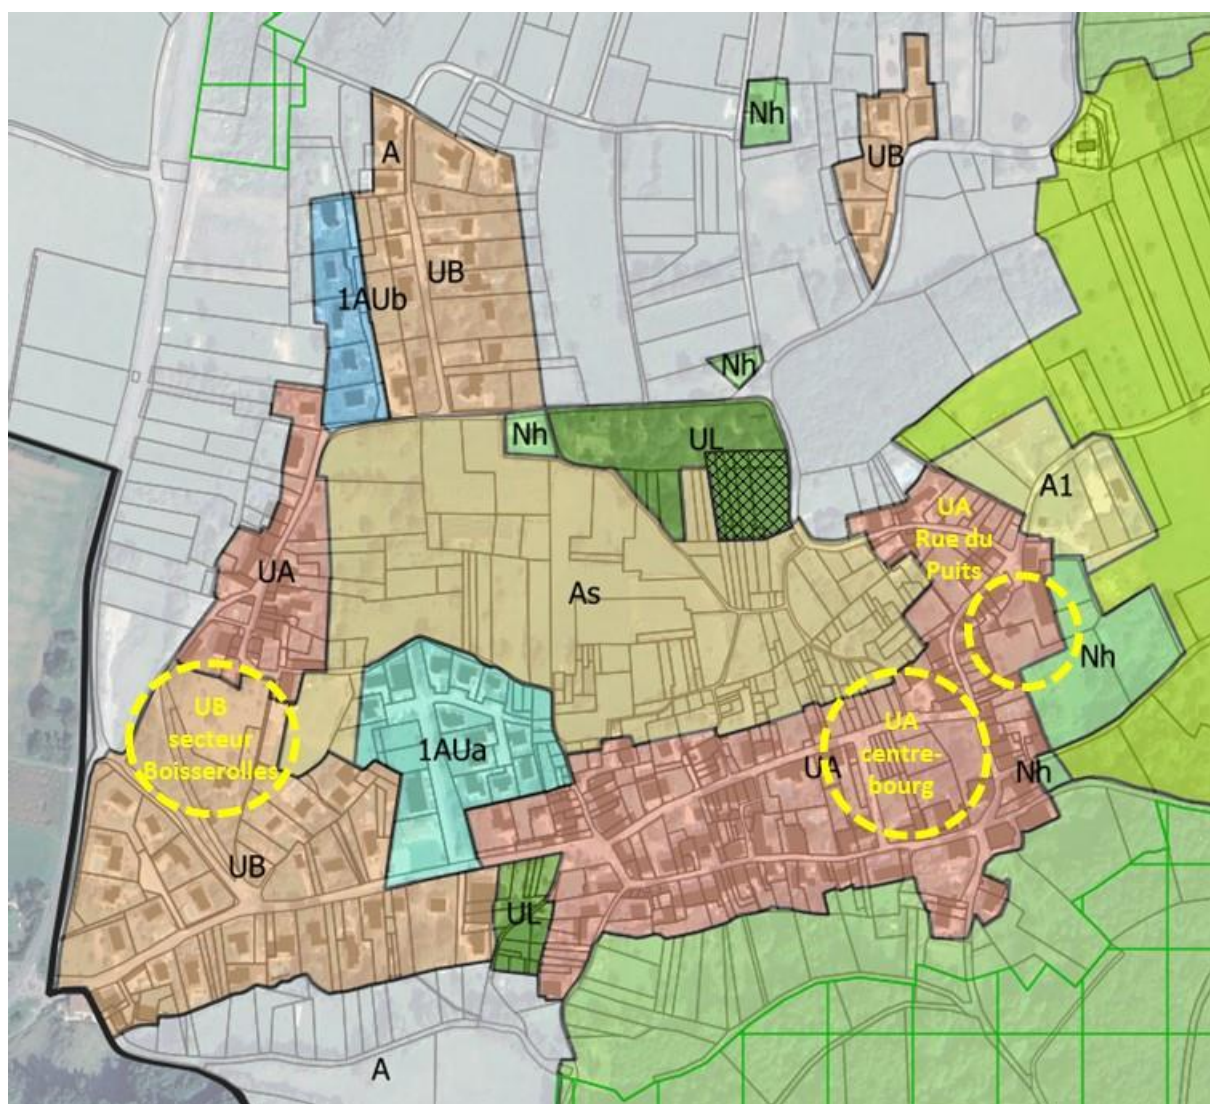 Nh
A
UB
UB
1AUb
Nh
Nh
UL
A1
UA
Rue du
Puits
UA
As
Nh
UB
secteur
Boisserolles
1AUa
UA
UA
centre-
bourg
Nh
UB
UL
A